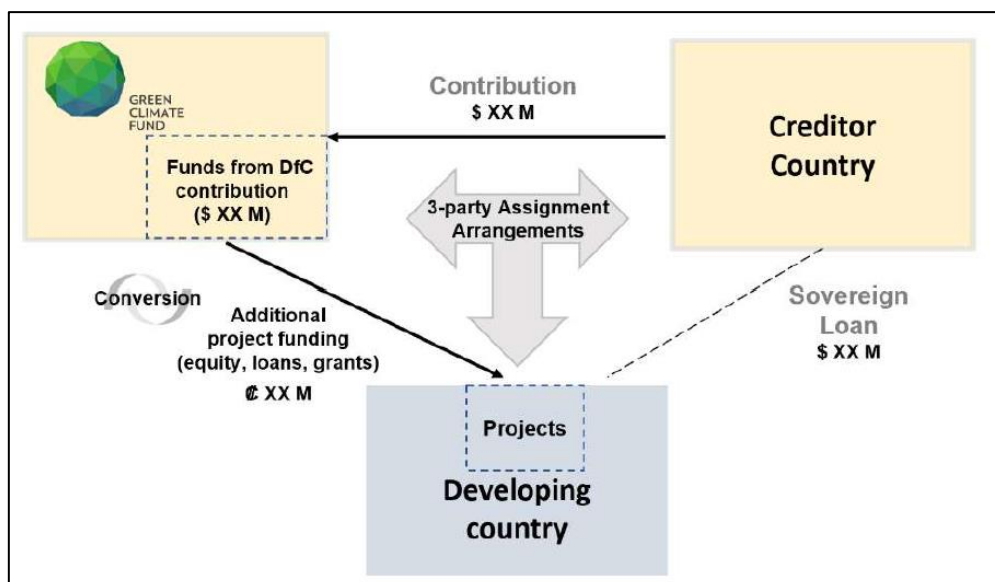 GREEN
CLIMATE
FUND
Contribution
$ XX M
Creditor
Country
Funds from DfC
contribution
($ XX M)
3-party Assignment
Arrangements
Conversion
Additional
project funding
(equity, loans, grants)
₡ XX M
Sovereign
Loan
$ XX M
Projects
Developing
country